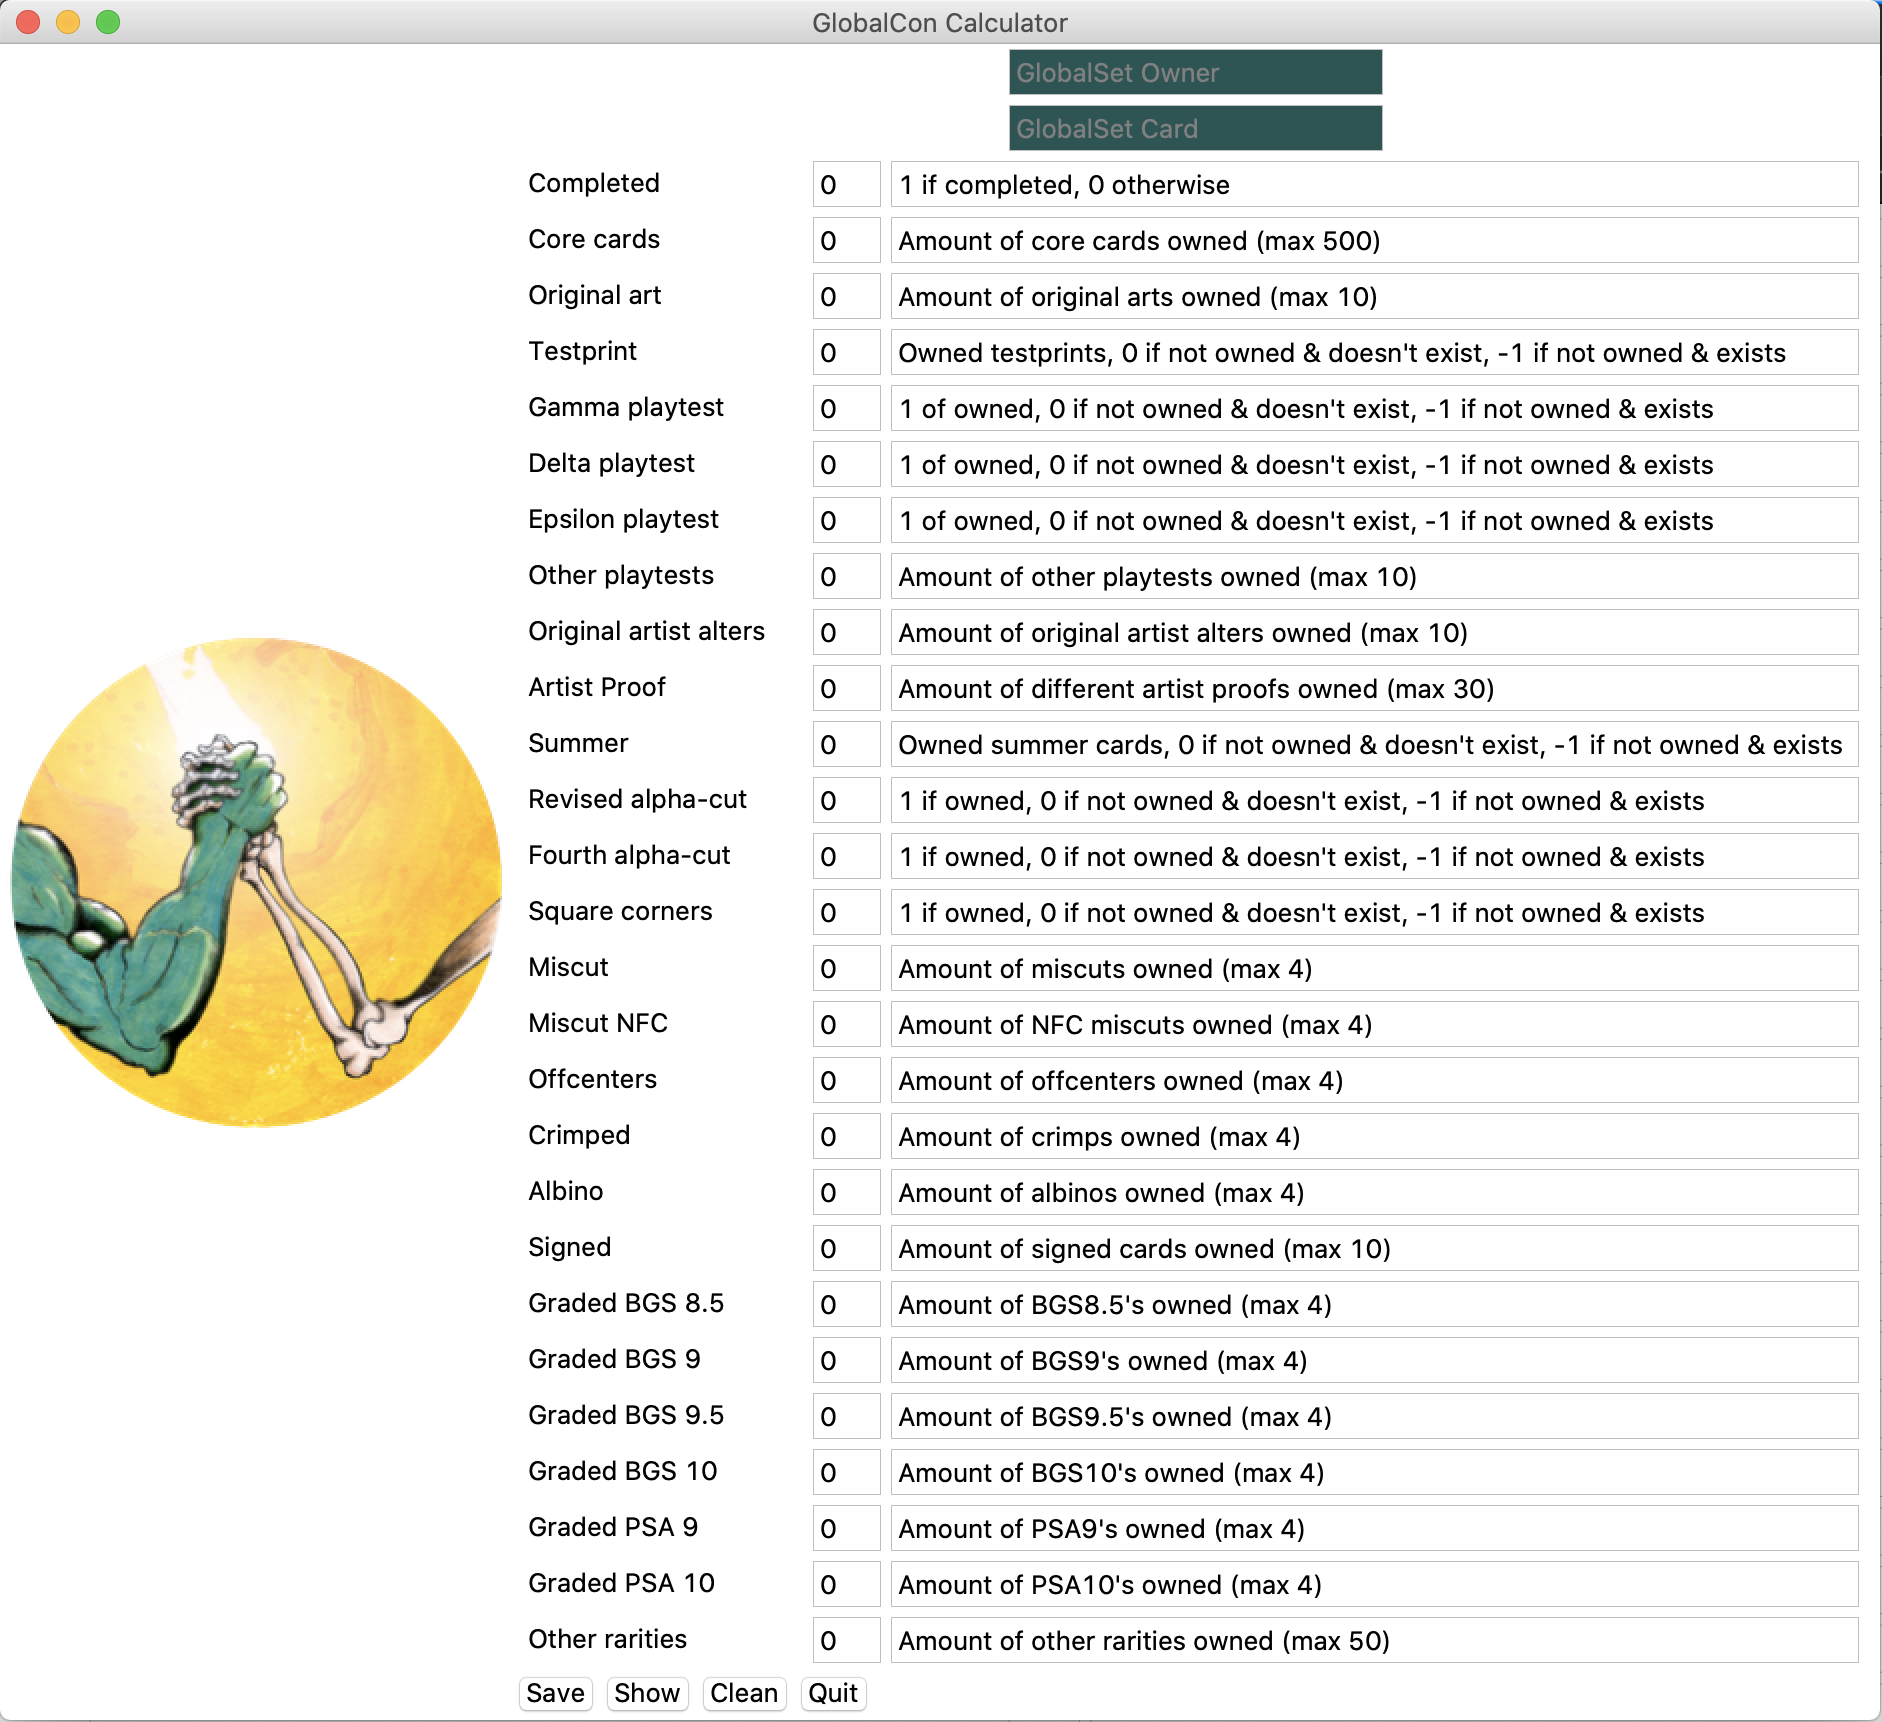 GlobalCon Calculator
GlobalSet Owner
GlobalSet Card
Completed 0 1 if completed, 0 otherwise
Core cards 0 Amount of core cards owned (max 500)
Original art 0 Amount of original arts owned (max 10)
Testprint 0 Owned testprints, 0 if not owned & doesn't exist, -1 if not owned & exists
Gamma playtest 0 1 of owned, 0 if not owned & doesn't exist, -1 if not owned & exists
Delta playtest 0 1 of owned, 0 if not owned & doesn't exist, -1 if not owned & exists
Epsilon playtest 0 1 of owned, 0 if not owned & doesn't exist, -1 if not owned & exists
Other playtests 0 Amount of other playtests owned (max 10)
Original artist alters 0 Amount of original artist alters owned (max 10)
Artist Proof 0 Amount of different artist proofs owned (max 30)
Summer 0 Owned summer cards, 0 if not owned & doesn't exist, -1 if not owned & exists
Revised alpha-cut 0 1 if owned, 0 if not owned & doesn't exist, -1 if not owned & exists
Fourth alpha-cut 0 1 if owned, 0 if not owned & doesn't exist, -1 if not owned & exists
Square corners 0 1 if owned, 0 if not owned & doesn't exist, -1 if not owned & exists
Miscut 0 Amount of miscuts owned (max 4)
Miscut NFC 0 Amount of NFC miscuts owned (max 4)
Offcenters 0 Amount of offcenters owned (max 4)
Crimped 0 Amount of crimps owned (max 4)
Albino 0 Amount of albinos owned (max 4)
Signed 0 Amount of signed cards owned (max 10)
Graded BGS 8.5 0 Amount of BGS8.5's owned (max 4)
Graded BGS 9 0 Amount of BGS9's owned (max 4)
Graded BGS 9.5 0 Amount of BGS9.5's owned (max 4)
Graded BGS 10 0 Amount of BGS10's owned (max 4)
Graded PSA 9 0 Amount of PSA9's owned (max 4)
Graded PSA 10 0 Amount of PSA10's owned (max 4)
Other rarities 0 Amount of other rarities owned (max 50)
Save Show Clean Quit